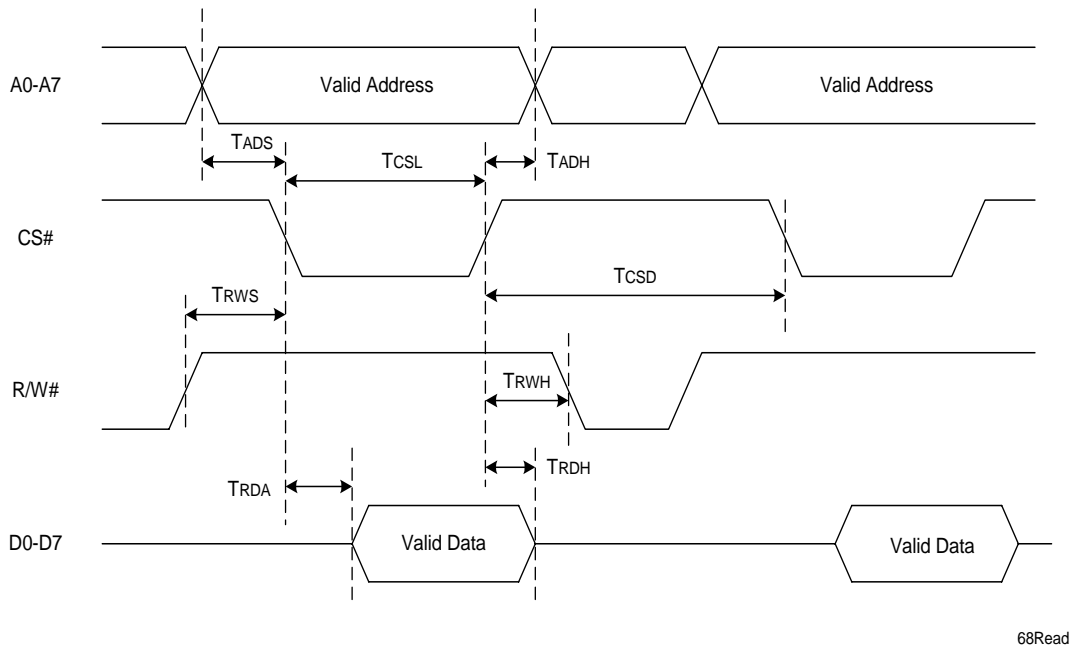 A0-A7
Valid Address
Valid Address
TADS
TCSL
TADH
CS#
TCSD
TRWS
R/W#
TRWH
TRDA
TRDH
D0-D7
Valid Data
Valid Data
68Read